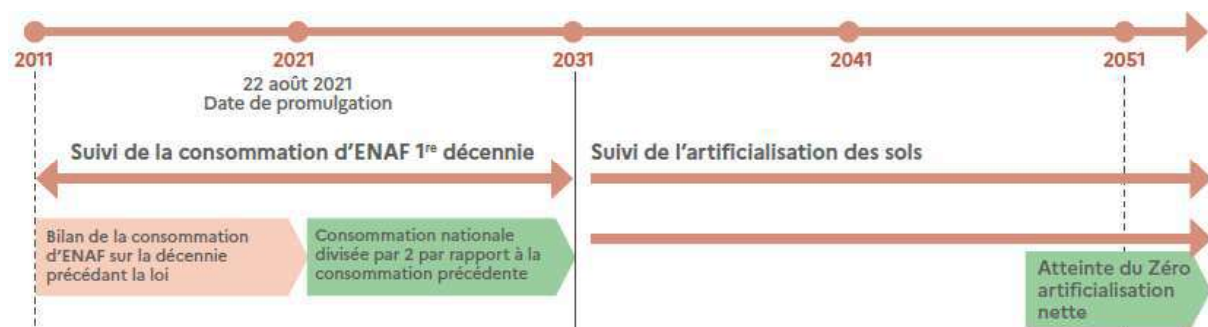 2011 2021 2031 2041 2051
22 août 2021
Date de promulgation
Suivi de la consommation d'ENAF 1re décennie
Suivi de l'artificialisation des sols
Bilan de la consommation
d'ENAF sur la décennie
précédant la loi
Consommation nationale
divisée par 2 par rapport à la
consommation précédente
Atteinte du Zéro
artificialisation
nette